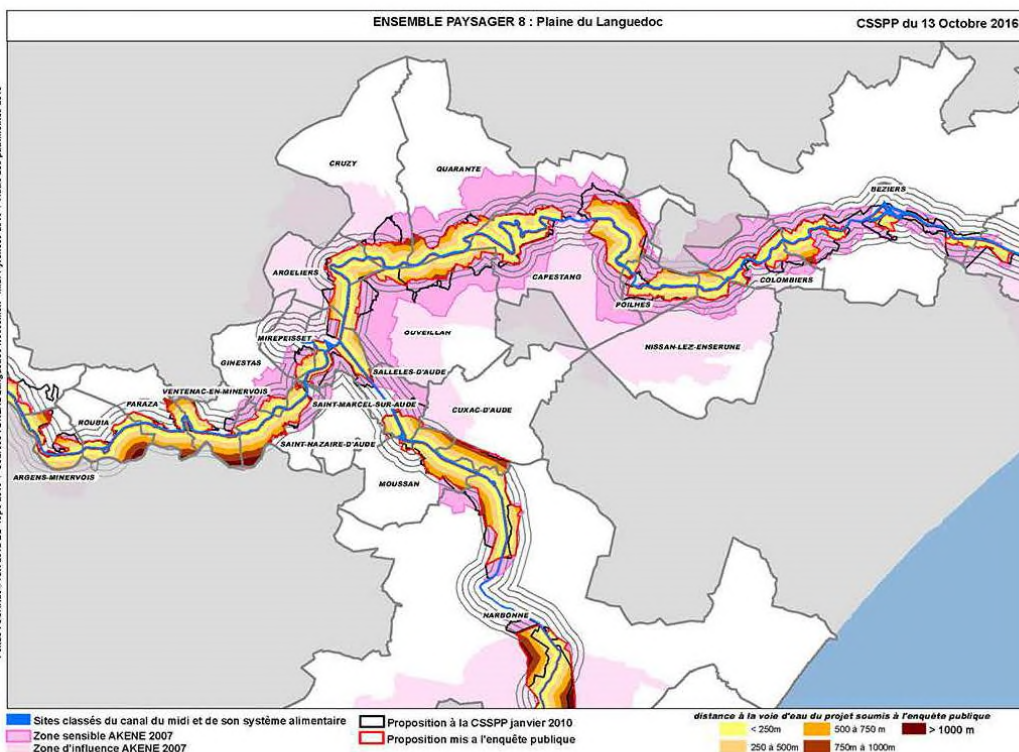 ENSEMBLE PAYSAGER 8 : Plaine du Languedoc
CSSPP du 13 Octobre 2016
CRUZY
QUARANTE
BEZIERS
ARGELIERS
CAPESTANG
COLOMBIERS
POILHES
OUVEILLAN
MIREPEISSET
NISSAN-LEZ-ENSERUNE
GINESTAS
SALLELES-D'AUDE
VENTENAC-EN-MINERVOIS
PARAZA
SAINT-MARCEL-SUR-AUDE
CUXAC-D'AUDE
ROUBIA
SAINT-NAZAIRE-D'AUDE
ARGENS-MINERVOIS
MOUSSAN
NARBONNE
Sites classés du canal du midi et de son système alimentaire
Zone sensible AKENE 2007
Zone d'influence AKENE 2007
Proposition à la CSSPP janvier 2010
Proposition mis a l'enquête publique
distance à la voie d'eau du projet soumis à l'enquête publique
< 250m
500 à 750 m
> 1000 m
250 à 500m
750m à 1000m